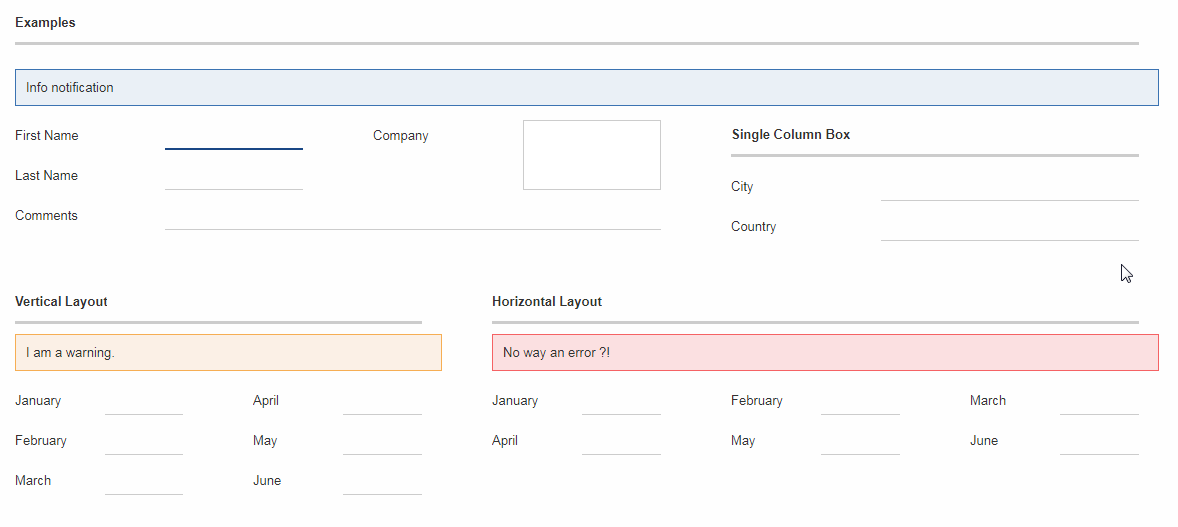 Examples
Info notification
First Name
Company
Last Name
Comments
Single Column Box
City
Country
Vertical Layout
I am a warning.
January
April
February
May
March
June
Horizontal Layout
No way an error ?!
January
February
March
April
May
June